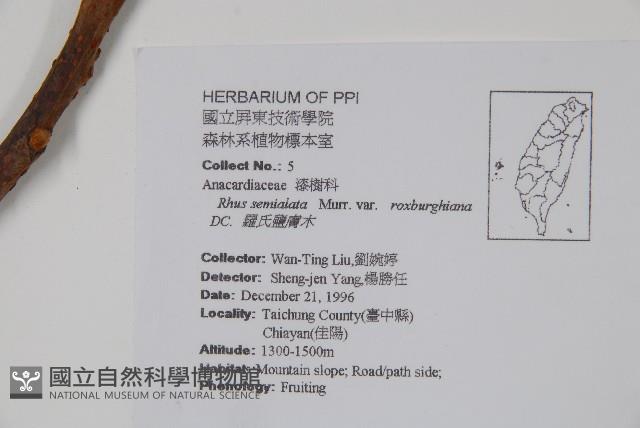 HERBARIUM OF PPI
國立屏東技術學院
森林系植物標本室
Collect No.: 5
Anacardiaceae 漆樹科
Rhus semialata Murr. var. roxburghiana
DC. 羅氏鹽膚木
Collector: Wan-Ting Liu,劉婉婷
Detector: Sheng-jen Yang,楊勝任
Date: December 21, 1996
Locality: Taichung County(臺中縣)
Chiayan(佳陽)
Altitude: 1300-1500m
Habitat: Mountain slope; Road/path side;
Phenology: Fruiting
國立自然科學博物館
NATIONAL MUSEUM OF NATURAL SCIENCE